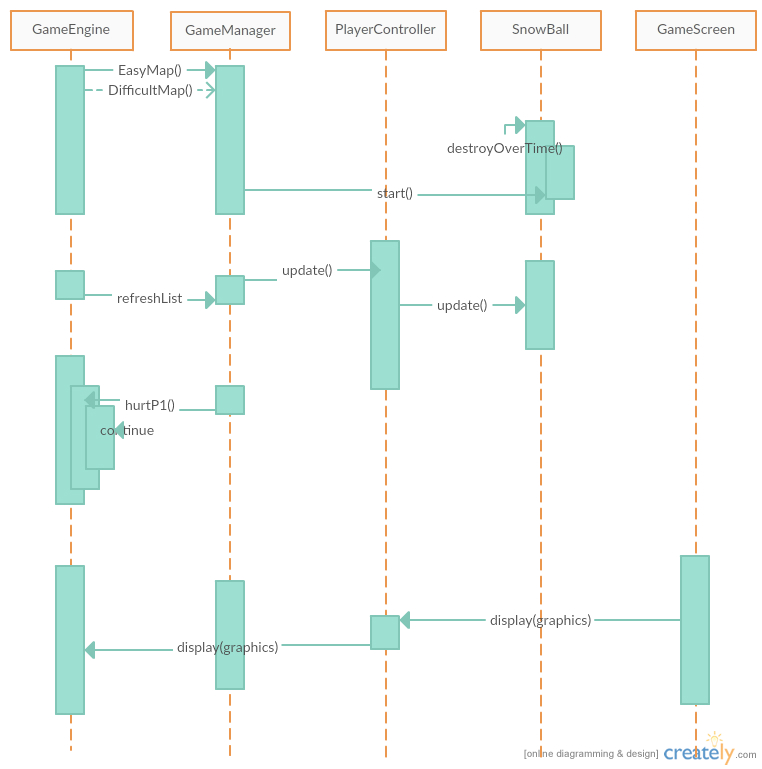 GameEngine
GameManager
PlayerController
SnowBall
GameScreen
EasyMap()
DifficultMap()
destroyOverTime()
start()
update()
refreshList
update()
hurtP1()
continue
display(graphics)
display(graphics)
[online diagramming & design] creately.com